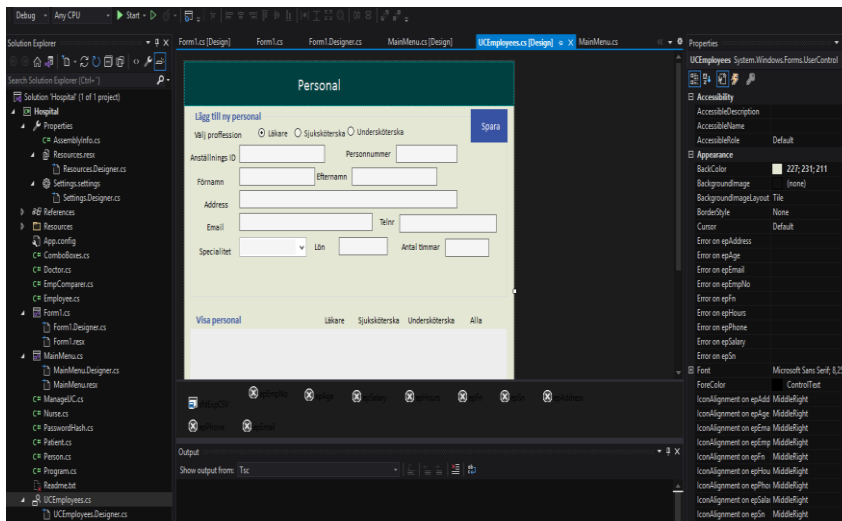 Debug
Any CPU
Start
Solution Explorer
Search Solution Explorer (Ctrl+¨)
Solution 'Hospital' (1 of 1 project)
Hospital
Properties
AssemblyInfo.cs
Resources.resx
Resources.Designer.cs
Settings.settings
Settings.Designer.cs
References
Resources
App.config
ComboBoxes.cs
Doctor.cs
EmpComparer.cs
Employee.cs
Form1.cs
Form1.Designer.cs
Form1.resx
MainMenu.cs
MainMenu.Designer.cs
MainMenu.resx
ManageUC.cs
Nurse.cs
PasswordHash.cs
Patient.cs
Person.cs
Program.cs
Readme.txt
UCEmployees.cs
UCEmployees.Designer.cs
Form1.cs [Design] Form1.cs Form1.Designer.cs MainMenu.cs [Design] UCEmployees.cs [Design] MainMenu.cs
Personal
Lägg till ny personal
Välj proffession Läkare Sjuksköterska Undersköterska
Spara
Anställnings ID Personnummer
Förnamn Efternamn
Address
Email Telnr
Specialitet Lön Antal timmar
Visa personal Läkare Sjuksköterska Undersköterska Alla
epEmpNo epAge epSalary epHours epFn epSn epAddress
epPhone epEmail
Output
Show output from: Tsc
Properties
UCEmployees System.Windows.Forms.UserControl
Accessibility
AccessibleDescription
AccessibleName
AccessibleRole Default
Appearance
BackColor 227; 231; 211
BackgroundImage (none)
BackgroundImageLayout Tile
BorderStyle None
Cursor Default
Error on epAddress
Error on epAge
Error on epEmail
Error on epEmpNo
Error on epFn
Error on epHours
Error on epPhone
Error on epSalary
Error on epSn
Font Microsoft Sans Serif; 8,25
ForeColor ControlText
IconAlignment on epAdd MiddleRight
IconAlignment on epAge MiddleRight
IconAlignment on epEma MiddleRight
IconAlignment on epEmp MiddleRight
IconAlignment on epFn MiddleRight
IconAlignment on epHou MiddleRight
IconAlignment on epPhoi MiddleRight
IconAlignment on epSalai MiddleRight
IconAlignment on epSn MiddleRight